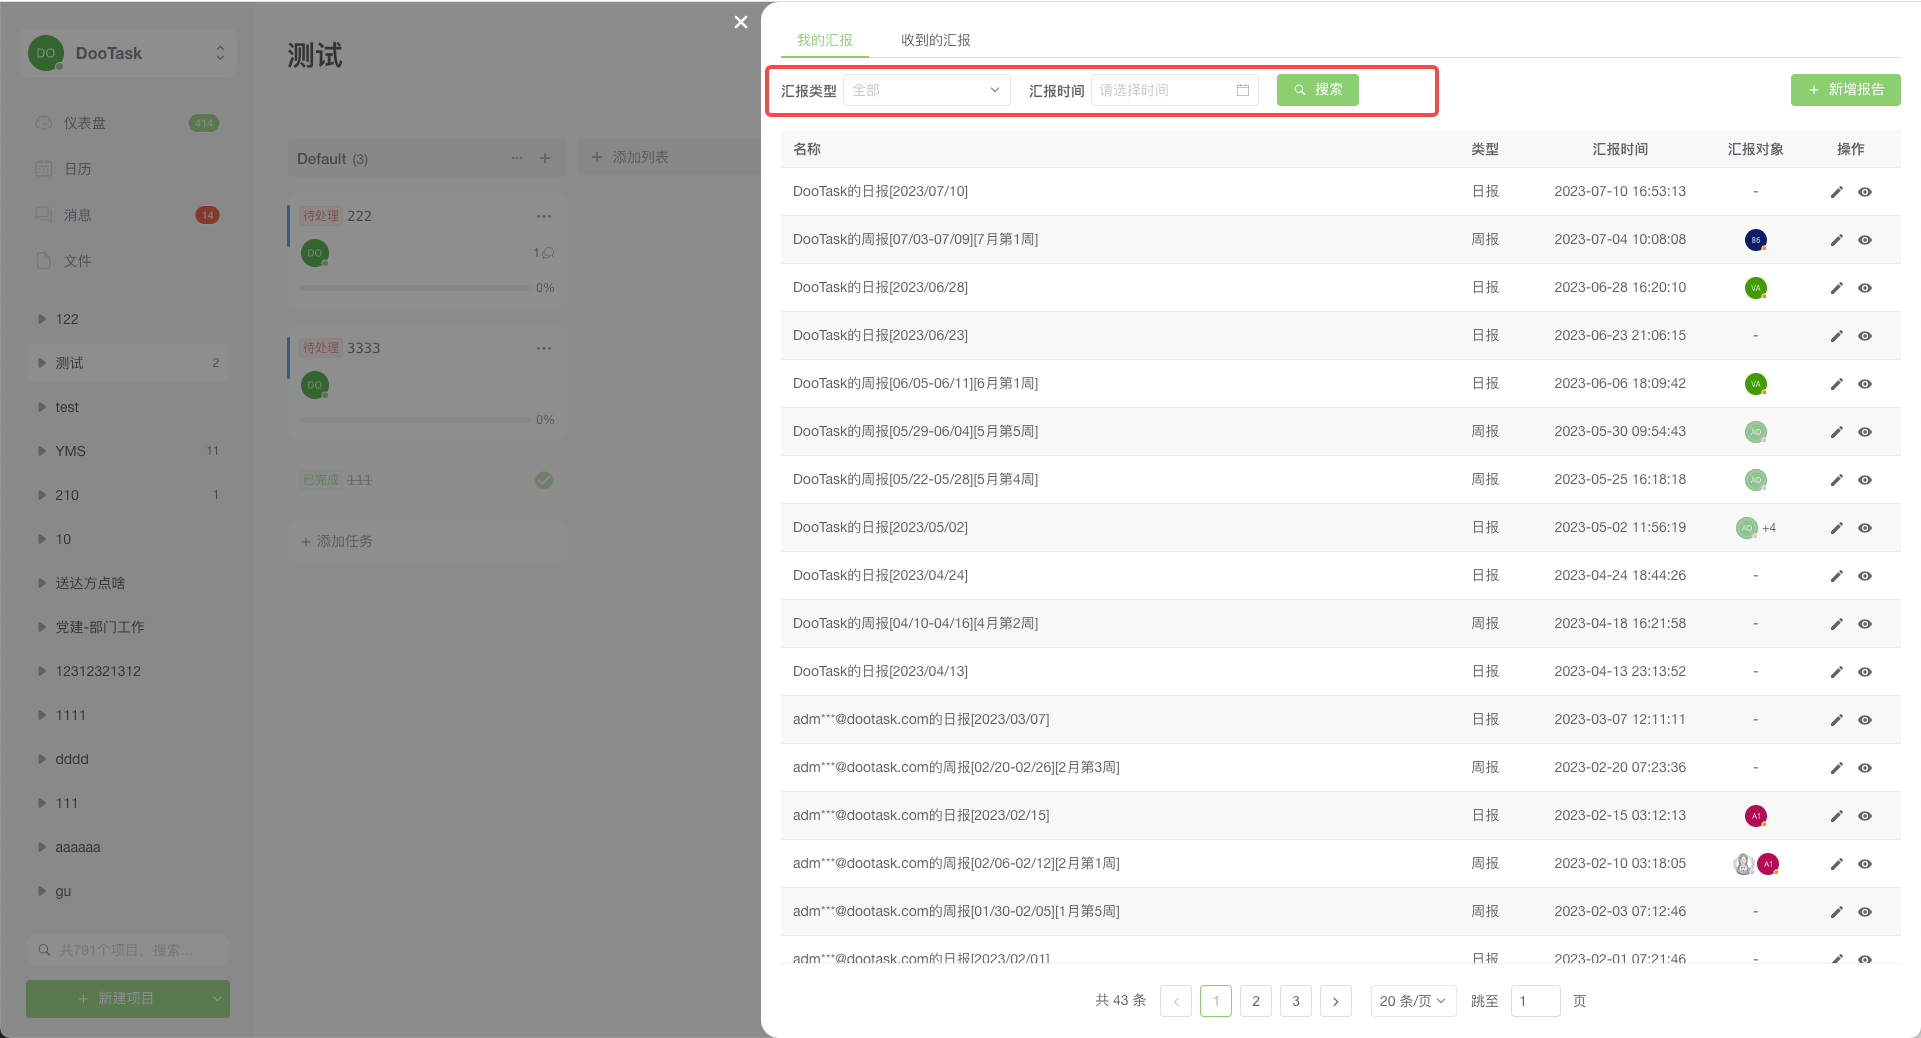 DO DooTask
仪表盘 414
日历
消息 14
文件
122
测试 2
test
YMS 11
210 1
10
送达方点啥
党建-部门工作
12312321312
1111
dddd
111
aaaaaa
gu
共791个项目，搜索...
+ 新建项目
测试
Default (3) ··· +
+ 添加列表
待处理 222 ···
DO 1
0%
待处理 3333 ···
DO
0%
已完成 111
+ 添加任务
我的汇报 收到的汇报
汇报类型 全部 汇报时间 请选择时间 搜索
+ 新增报告
名称 类型 汇报时间 汇报对象 操作
DooTask的日报[2023/07/10] 日报 2023-07-10 16:53:13 -
DooTask的周报[07/03-07/09][7月第1周] 周报 2023-07-04 10:08:08 86
DooTask的日报[2023/06/28] 日报 2023-06-28 16:20:10 VA
DooTask的日报[2023/06/23] 日报 2023-06-23 21:06:15 -
DooTask的周报[06/05-06/11][6月第1周] 日报 2023-06-06 18:09:42 VA
DooTask的周报[05/29-06/04][5月第5周] 周报 2023-05-30 09:54:43 AD
DooTask的周报[05/22-05/28][5月第4周] 周报 2023-05-25 16:18:18 AD
DooTask的日报[2023/05/02] 日报 2023-05-02 11:56:19 AD +4
DooTask的日报[2023/04/24] 日报 2023-04-24 18:44:26 -
DooTask的周报[04/10-04/16][4月第2周] 周报 2023-04-18 16:21:58 -
DooTask的日报[2023/04/13] 日报 2023-04-13 23:13:52 -
adm***@dootask.com的日报[2023/03/07] 日报 2023-03-07 12:11:11 -
adm***@dootask.com的周报[02/20-02/26][2月第3周] 周报 2023-02-20 07:23:36 -
adm***@dootask.com的日报[2023/02/15] 日报 2023-02-15 03:12:13 A1
adm***@dootask.com的周报[02/06-02/12][2月第1周] 周报 2023-02-10 03:18:05 A1
adm***@dootask.com的周报[01/30-02/05][1月第5周] 周报 2023-02-03 07:12:46 -
adm***@dootask.com的日报[2023/02/01] 日报 2023-02-01 07:21:46 -
共 43 条 < 1 2 3 > 20 条/页 跳至 1 页